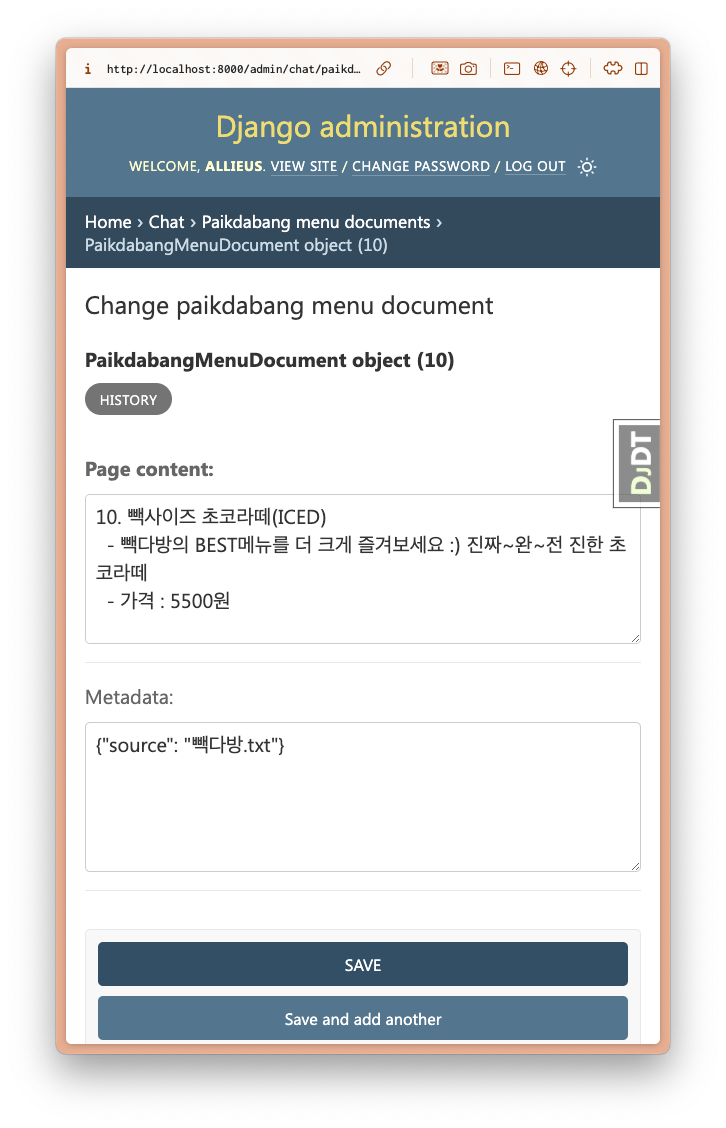 http://localhost:8000/admin/chat/paikd…
Django administration
WELCOME, ALLIEUS. VIEW SITE / CHANGE PASSWORD / LOG OUT
Home › Chat › Paikdabang menu documents ›
PaikdabangMenuDocument object (10)
Change paikdabang menu document
PaikdabangMenuDocument object (10)
HISTORY
DJDT
Page content:
10. 빽사이즈 초코라떼(ICED)
- 빽다방의 BEST메뉴를 더 크게 즐겨보세요 :) 진짜~완~전 진한 초
코라떼
- 가격 : 5500원
Metadata:
{"source": "빽다방.txt"}
SAVE
Save and add another